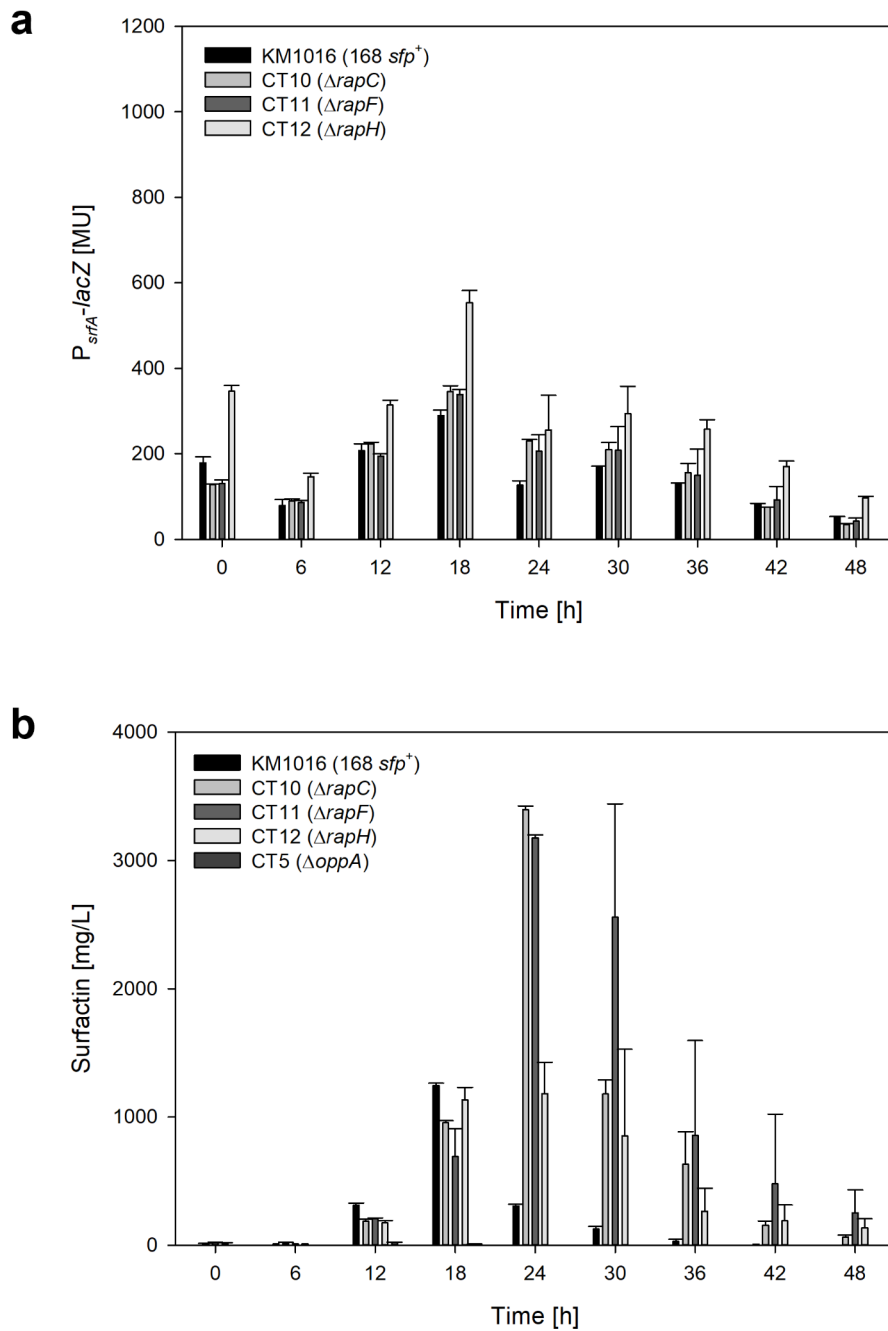 a
1200
1000
800
600
400
200
0
P_srfA-lacZ [MU]
KM1016 (168 sfp⁺)
CT10 (ΔrapC)
CT11 (ΔrapF)
CT12 (ΔrapH)
0 6 12 18 24 30 36 42 48
Time [h]
b
4000
3000
2000
1000
0
Surfactin [mg/L]
KM1016 (168 sfp⁺)
CT10 (ΔrapC)
CT11 (ΔrapF)
CT12 (ΔrapH)
CT5 (ΔoppA)
0 6 12 18 24 30 36 42 48
Time [h]